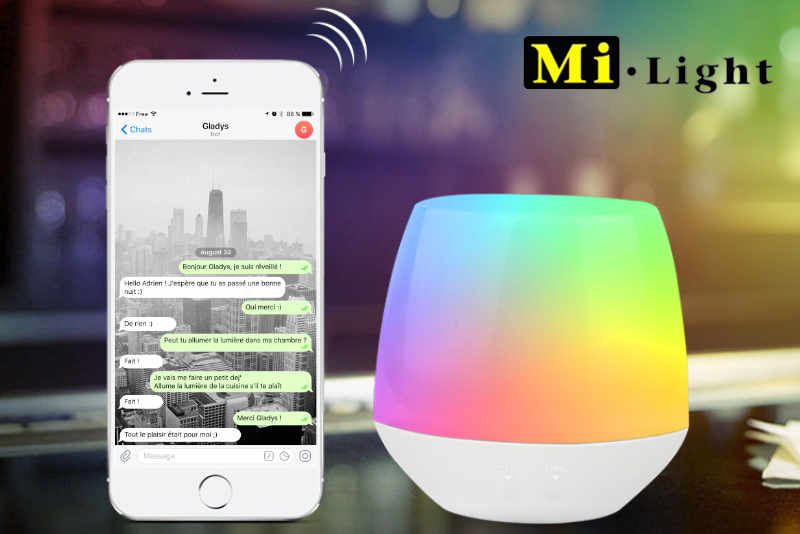 Mi·Light
Free
88 %
Chats
Gladys
bot
G
August 33
Bonjour Gladys, je suis réveillé !
Hello Adrien ! J'espère que tu as passé une bonne
nuit :)
Oui merci :)
De rien :)
Peut tu allumer la lumière dans ma chambre ?
Fait !
Je vais me faire un petit dej'
Allume la lumière de la cuisine s'il te plaît
Fait !
Merci Gladys !
Tout le plaisir était pour moi ;)
Message